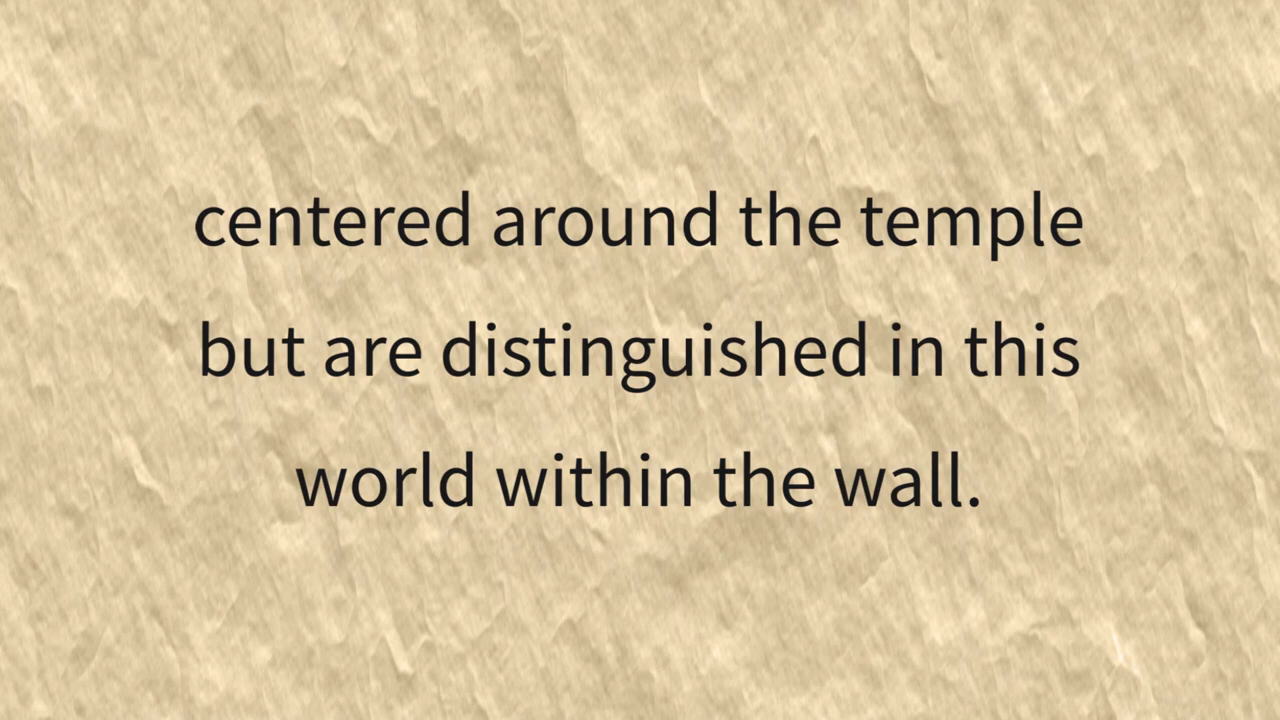 centered around the temple
but are distinguished in this
world within the wall.